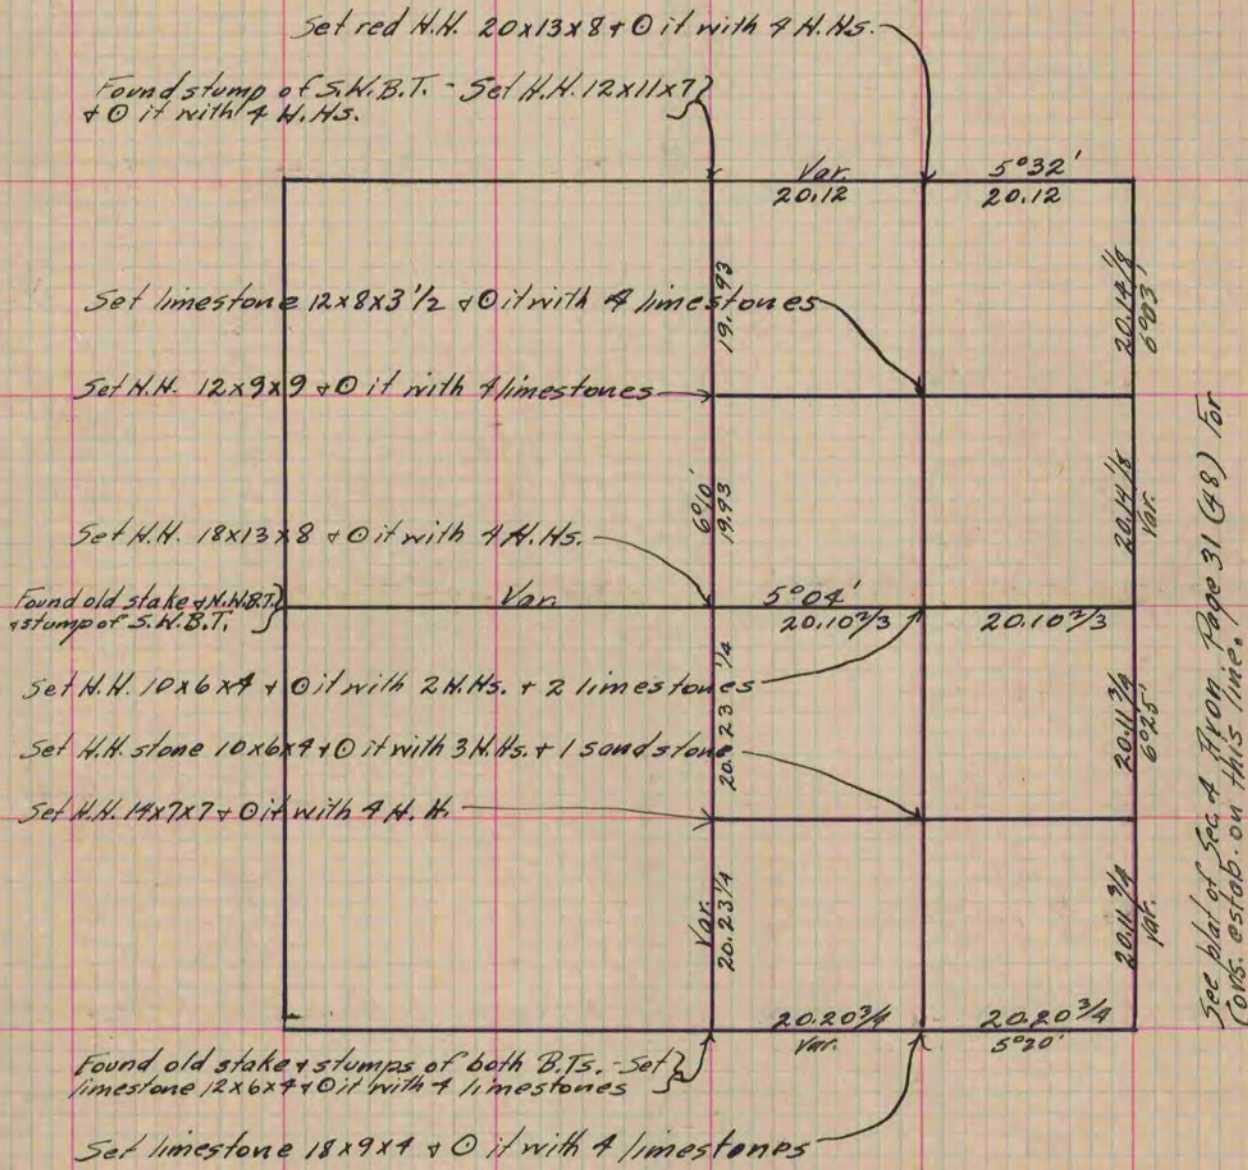 Set red H.H. 20x13x8 + ⊙ it with 4 H.Hs.
Found stump of S.W.B.T. - Set H.H. 12x11x7
+ ⊙ it with 4 H.Hs.
Var. 5°32'
20.12 20.12
19.93
20.14 1/8
6°03'
Set limestone 12x8x3 1/2 + ⊙ it with 4 limestones
Set H.H. 12x9x9 + ⊙ it with 4 limestones
6°10'
19.93
20.14 1/8
Var.
Set H.H. 18x13x8 + ⊙ it with 4 H.Hs.
Found old stake + N.W.B.T.
+ stump of S.W.B.T.
Var. 5°04'
20.10 2/3 20.10 2/3
Set H.H. 10x6x4 + ⊙ it with 2 H.Hs. + 2 limestones
20.23 1/4
20.11 3/4
6°25'
Set H.H. stone 10x6x4 + ⊙ it with 3 H.Hs. + 1 sandstone
Set H.H. 14x7x7 + ⊙ it with 4 H.H.
Var.
20.23 1/4
20.11 3/4
Var.
20.20 3/4 20.20 3/4
Var. 5°20'
Found old stake + stumps of both B.Ts. - Set
limestone 12x6x4 + ⊙ it with 4 limestones
Set limestone 18x9x4 + ⊙ it with 4 limestones
See plat of Sec. 4 Avon Page 31 (48) For
Cors. estab. on this line.